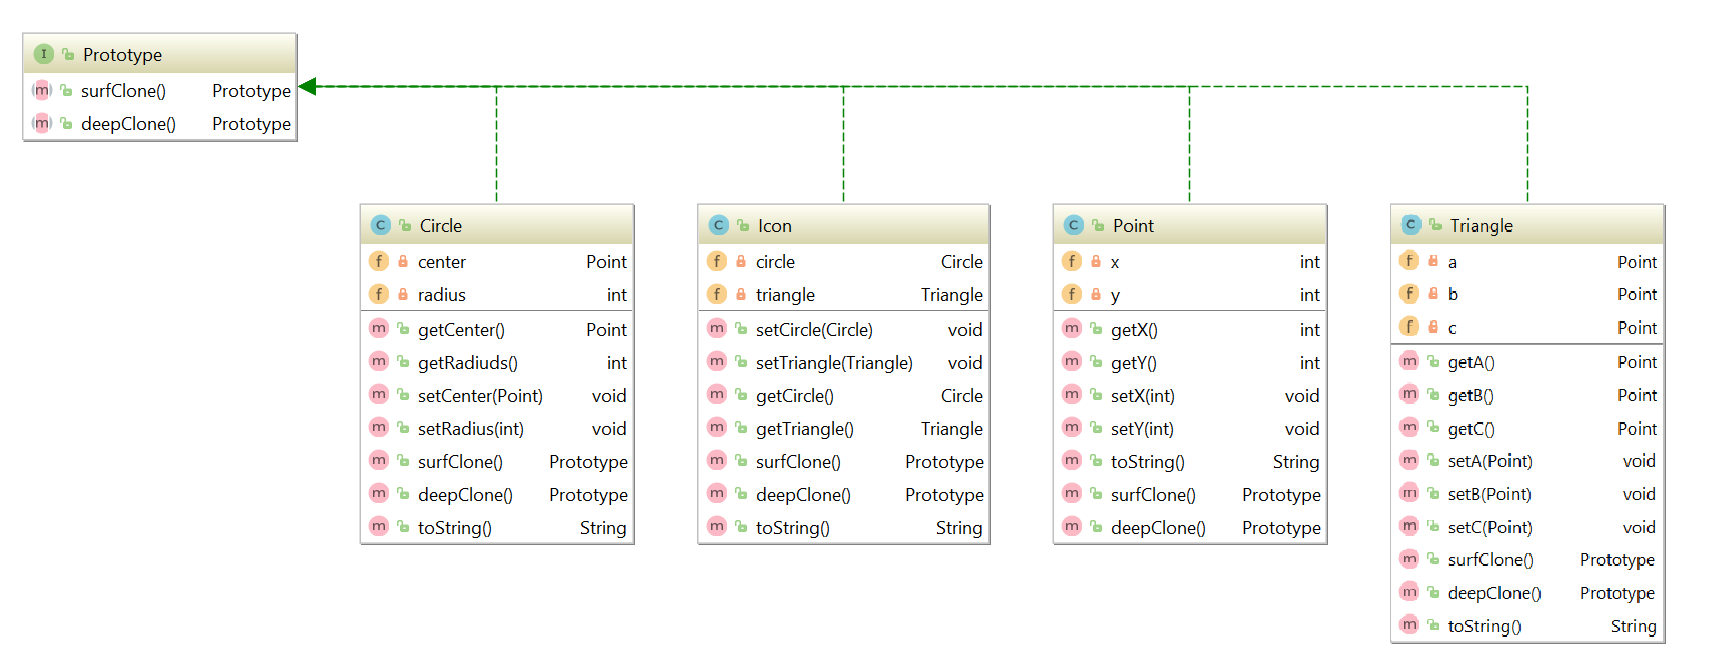 Prototype
surfClone() Prototype
deepClone() Prototype
Circle
center Point
radius int
getCenter() Point
getRadiuds() int
setCenter(Point) void
setRadius(int) void
surfClone() Prototype
deepClone() Prototype
toString() String
Icon
circle Circle
triangle Triangle
setCircle(Circle) void
setTriangle(Triangle) void
getCircle() Circle
getTriangle() Triangle
surfClone() Prototype
deepClone() Prototype
toString() String
Point
x int
y int
getX() int
getY() int
setX(int) void
setY(int) void
toString() String
surfClone() Prototype
deepClone() Prototype
Triangle
a Point
b Point
c Point
getA() Point
getB() Point
getC() Point
setA(Point) void
setB(Point) void
setC(Point) void
surfClone() Prototype
deepClone() Prototype
toString() String